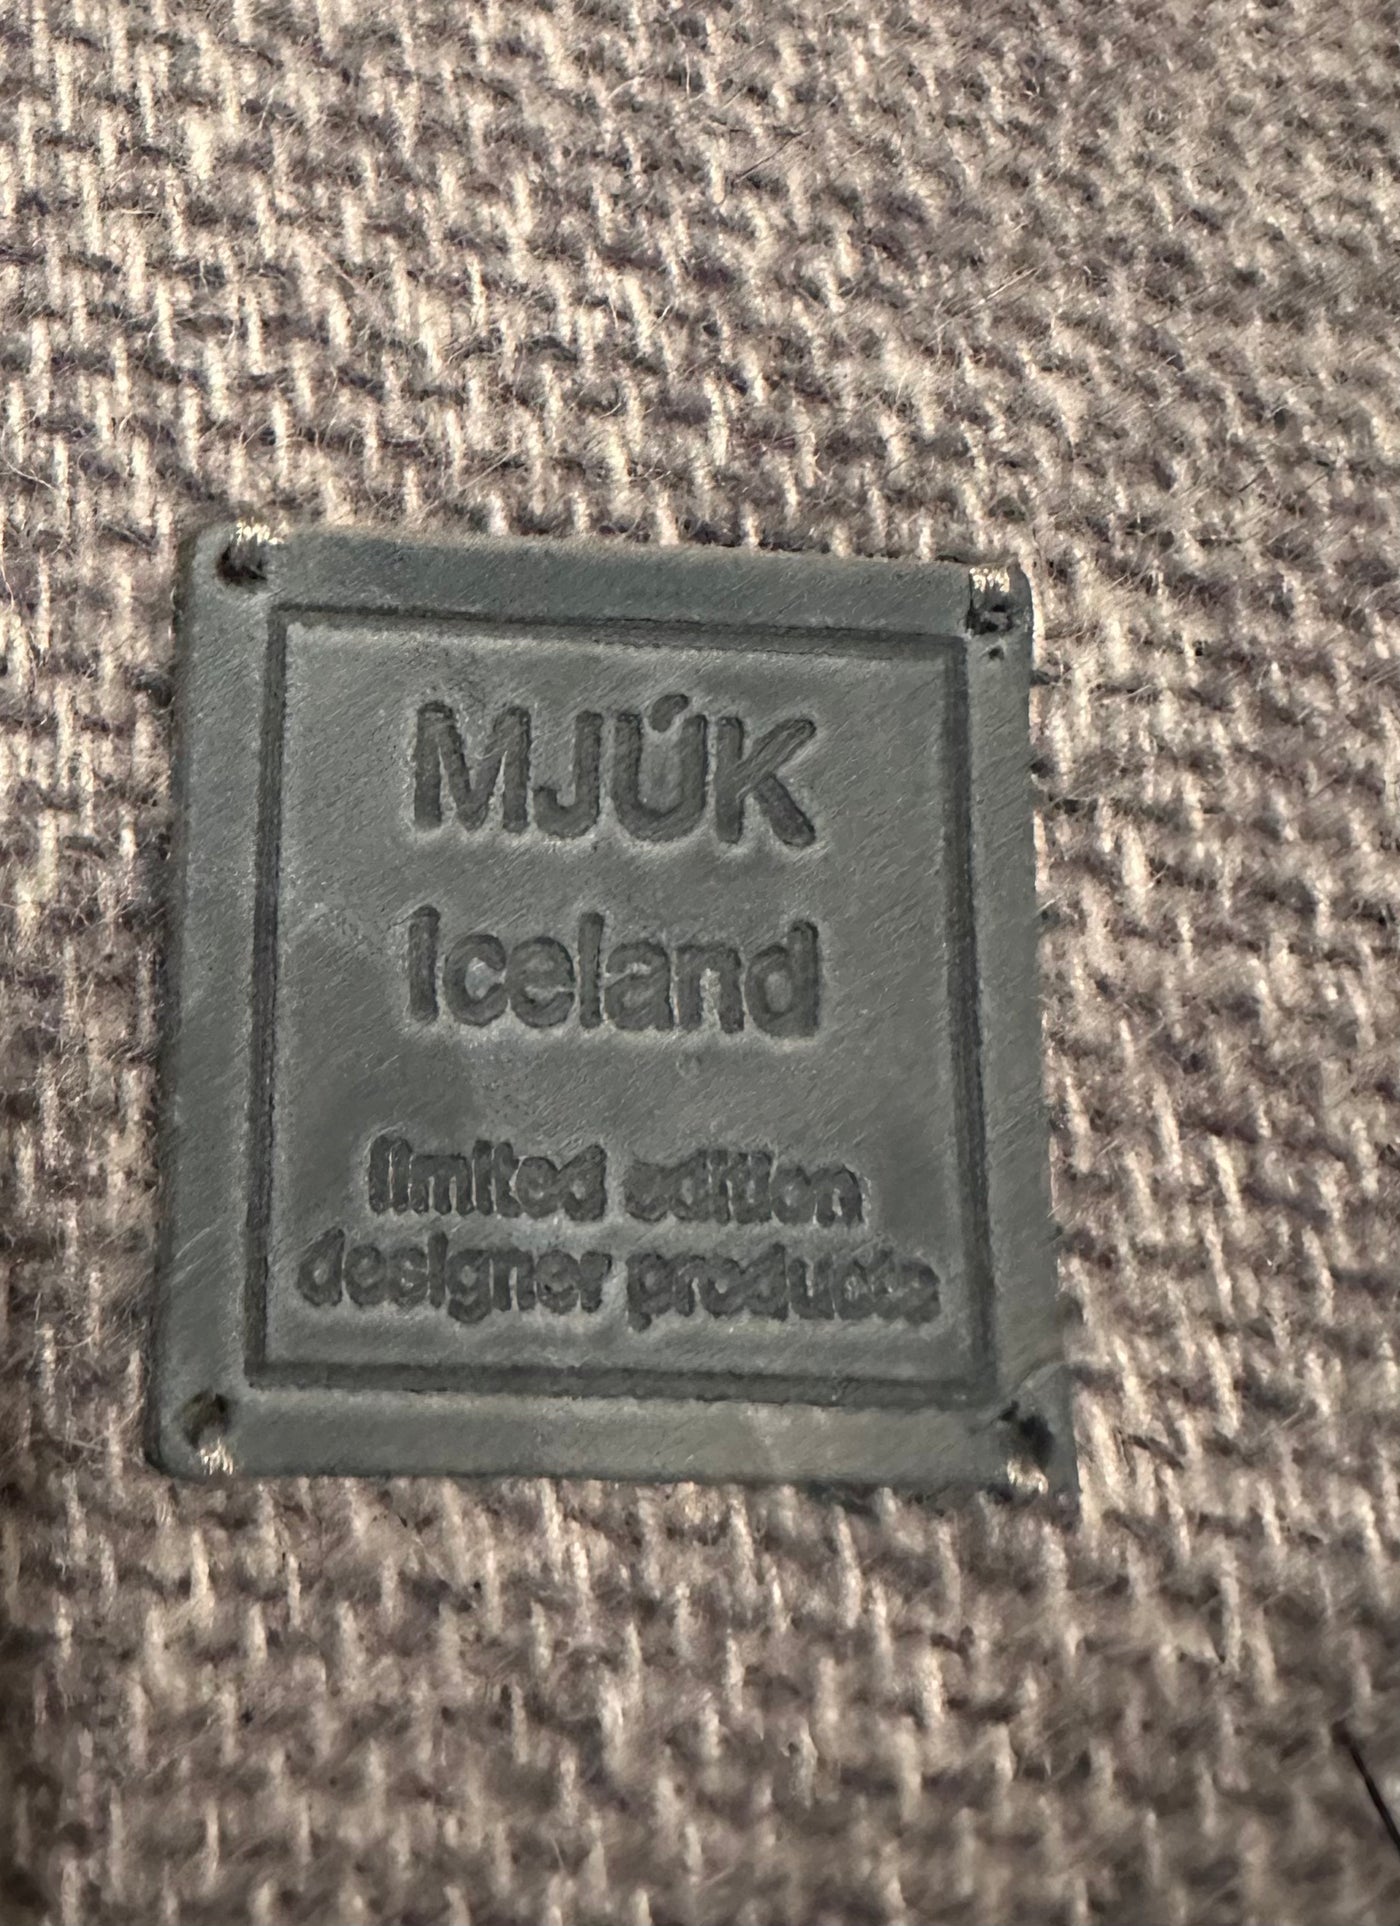 MJÚK
Iceland
limited edition
designer products